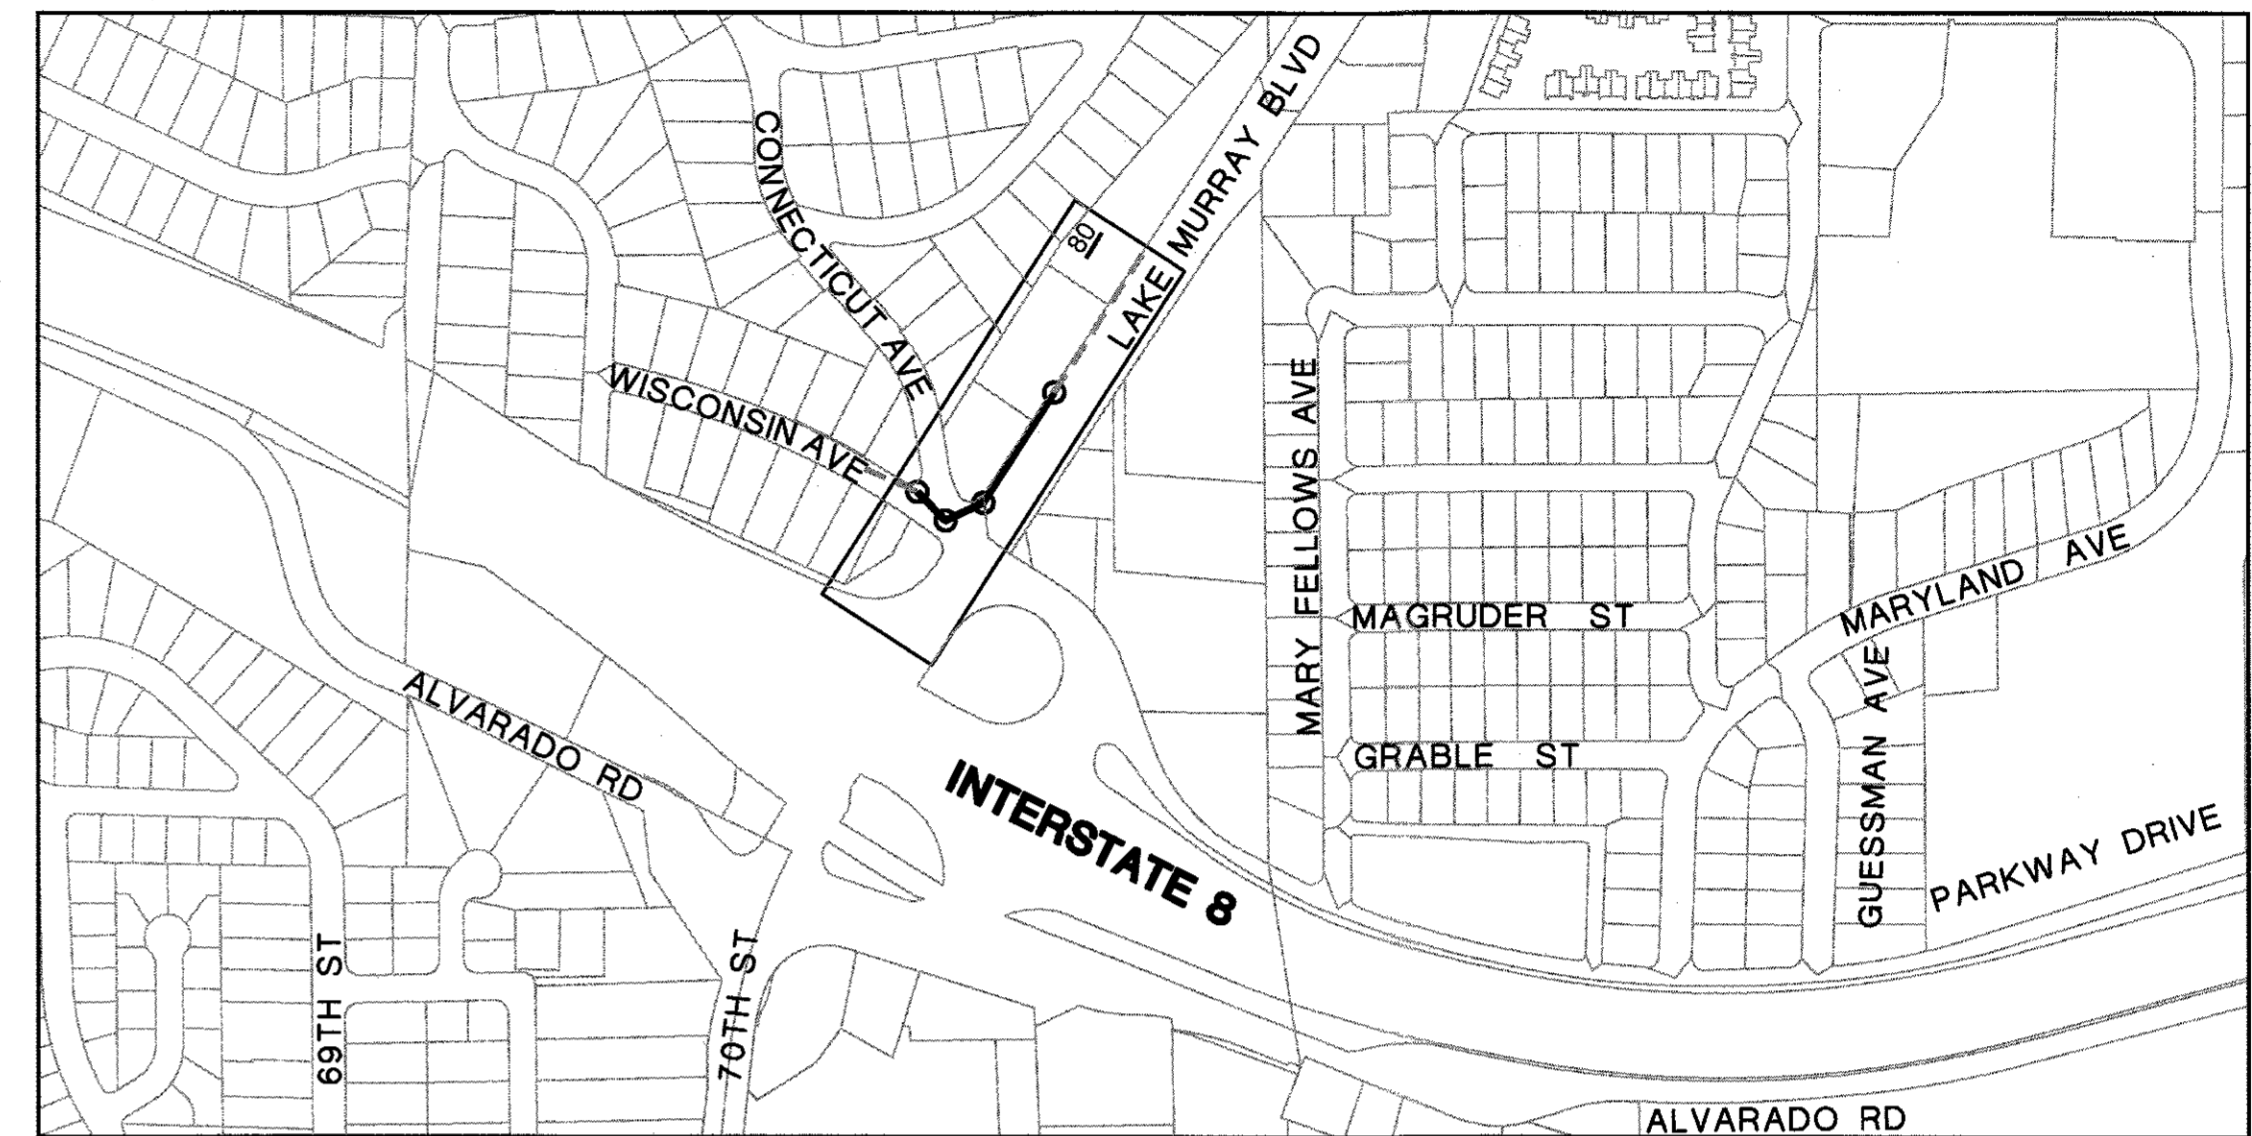 LAKE MURRAY BLVD
CONNECTICUT AVE
80
WISCONSIN AVE
MARY FELLOWS AVE
MAGRUDER ST
MARYLAND AVE
ALVARADO RD
GRABLE ST
GUESSMAN AVE
INTERSTATE 8
PARKWAY DRIVE
69TH ST
70TH ST
ALVARADO RD